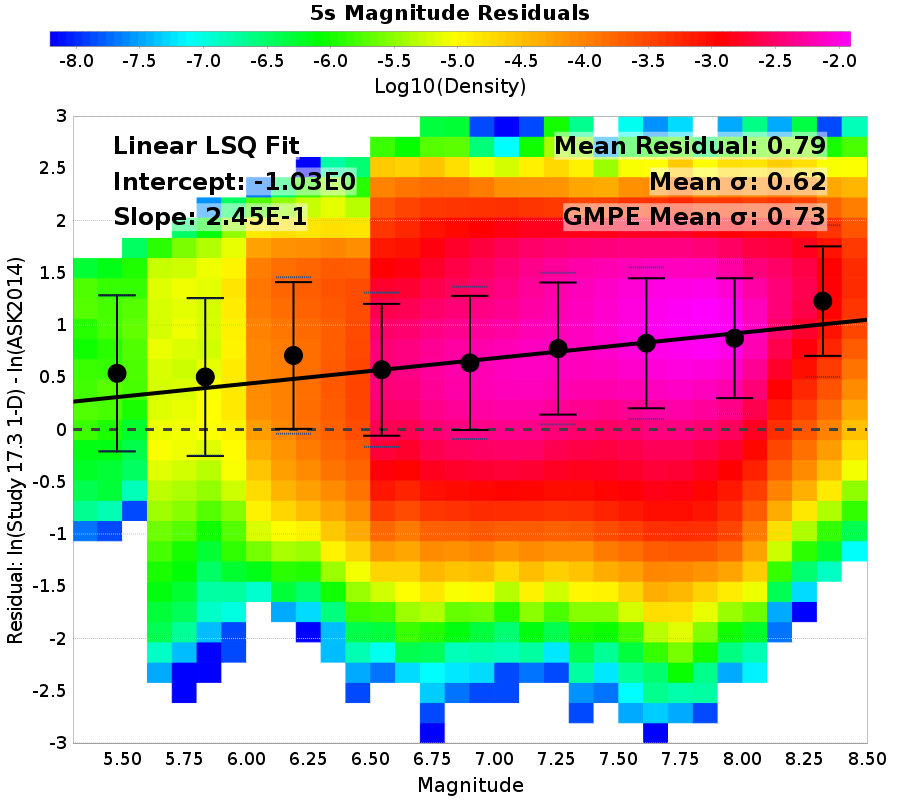 5s Magnitude Residuals
-8.0 -7.5 -7.0 -6.5 -6.0 -5.5 -5.0 -4.5 -4.0 -3.5 -3.0 -2.5 -2.0
Log10(Density)
Linear LSQ Fit
Intercept: -1.03E0
Slope: 2.45E-1
Mean Residual: 0.79
Mean σ: 0.62
GMPE Mean σ: 0.73
Residual: ln(Study 17.3 1-D) - ln(ASK2014)
3
2.5
2
1.5
1
0.5
0
-0.5
-1
-1.5
-2
-2.5
-3
5.50 5.75 6.00 6.25 6.50 6.75 7.00 7.25 7.50 7.75 8.00 8.25 8.50
Magnitude